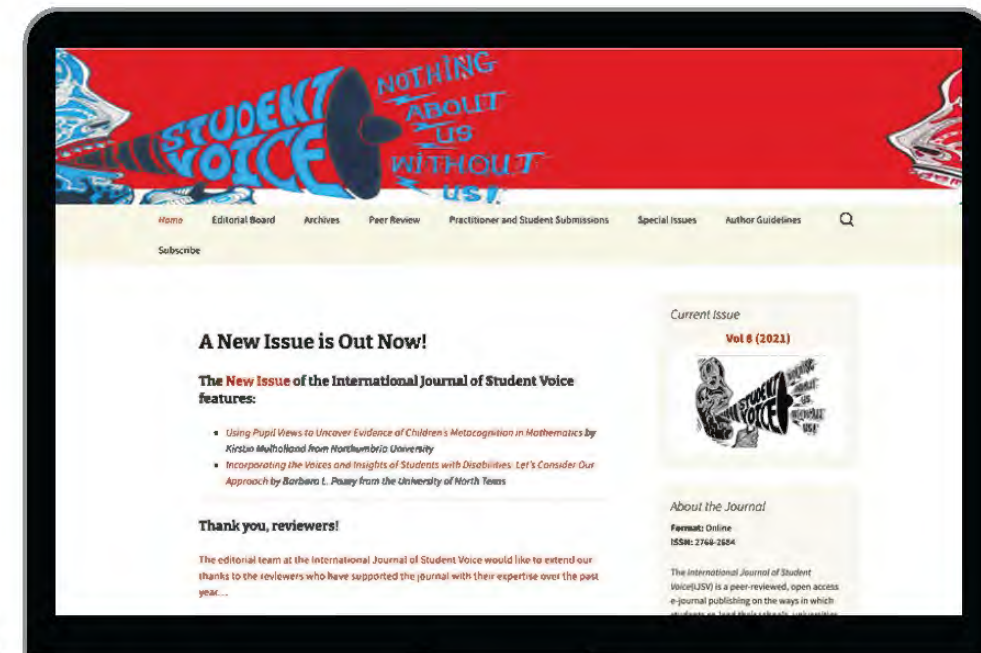 STUDENT
VOICE
NOTHING
ABOUT
US
WITHOUT
US!
Home Editorial Board Archives Peer Review Practitioner and Student Submissions Special Issues Author Guidelines
Subscribe
A New Issue is Out Now!
The New Issue of the International Journal of Student Voice
features:
Using Pupil Views to Uncover Evidence of Children's Metacognition in Mathematics by
Kirstin Mulholland from Northumbria University
Incorporating the Voices and Insights of Students with Disabilities: Let's Consider Our
Approach by Barbara L. Pazey from the University of North Texas
Thank you, reviewers!
The editorial team at the International Journal of Student Voice would like to extend our
thanks to the reviewers who have supported the journal with their expertise over the past
year...
Current Issue
Vol 8 (2021)
STUDENT
VOICE
NOTHING
ABOUT
US
WITHOUT
US!
About the Journal
Format: Online
ISSN: 2768-2684
The International Journal of Student
Voice(IJSV) is a peer-reviewed, open access
e-journal publishing on the ways in which
students co-lead their schools, universities